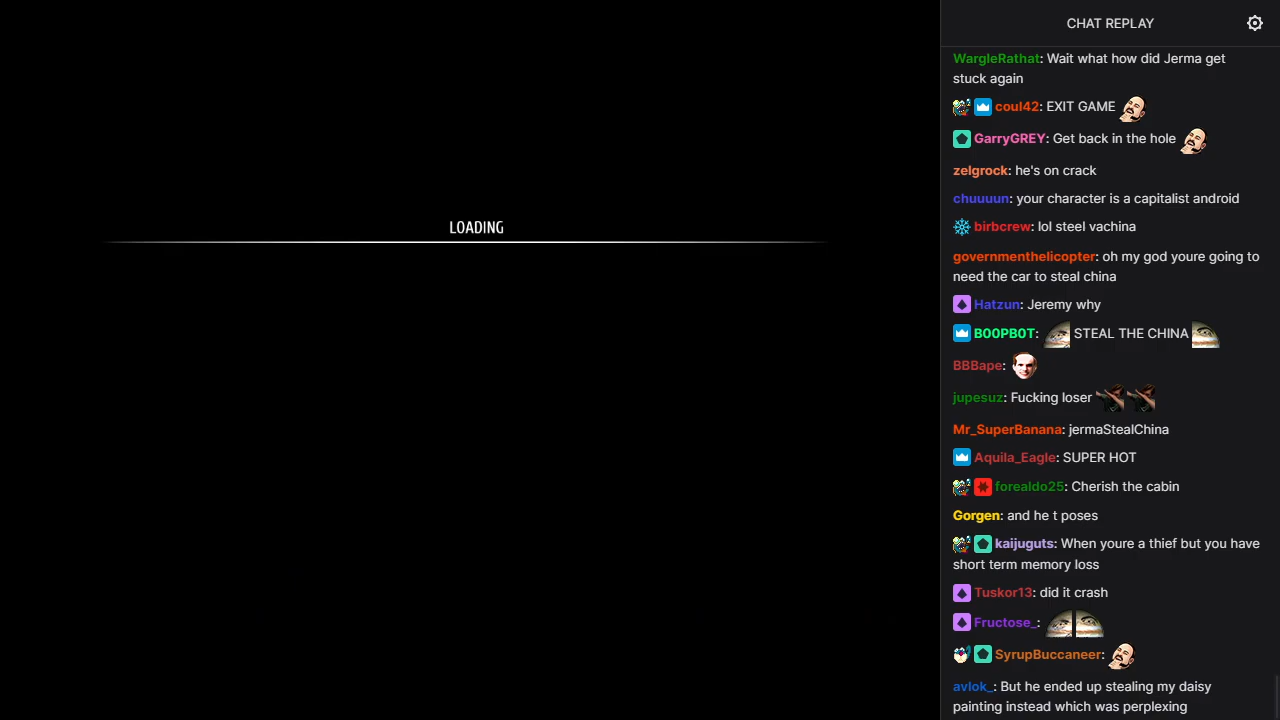 LOADING
CHAT REPLAY
WargleRathat: Wait what how did Jerma get
stuck again
coul42: EXIT GAME
GarryGREY: Get back in the hole
zelgrock: he's on crack
chuuuun: your character is a capitalist android
birbcrew: lol steel vachina
governmenthelicopter: oh my god youre going to
need the car to steal china
Hatzun: Jeremy why
B00PB0T: STEAL THE CHINA
BBBape:
jupesuz: Fucking loser
Mr_SuperBanana: jermaStealChina
Aquila_Eagle: SUPER HOT
forealdo25: Cherish the cabin
Gorgen: and he t poses
kaijuguts: When youre a thief but you have
short term memory loss
Tuskor13: did it crash
Fructose_:
SyrupBuccaneer:
avlok_: But he ended up stealing my daisy
painting instead which was perplexing